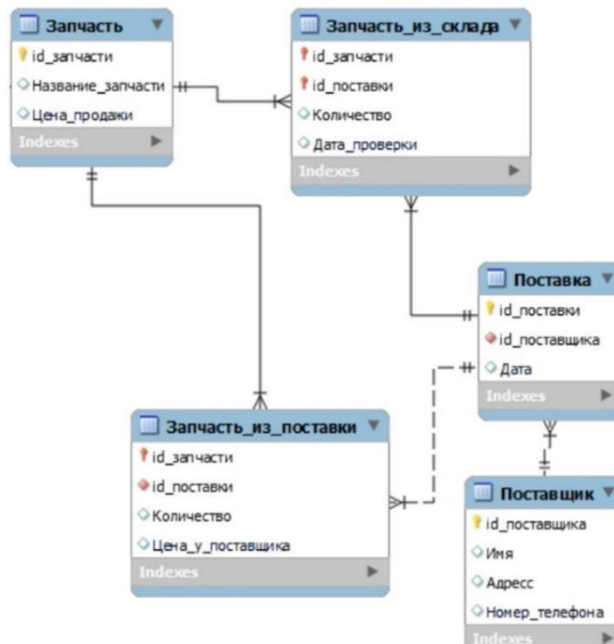 Запчасть
id_запчасти
Название_запчасти
Цена_продажи
Indexes
Запчасть_из_склада
id_запчасти
id_поставки
Количество
Дата_проверки
Indexes
Поставка
id_поставки
id_поставщика
Дата
Indexes
Запчасть_из_поставки
id_запчасти
id_поставки
Количество
Цена_у_поставщика
Indexes
Поставщик
id_поставщика
Имя
Адресс
Номер_телефона
Indexes